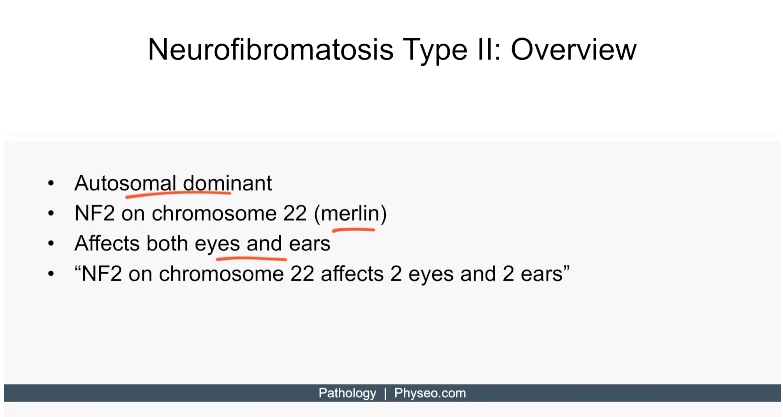 Neurofibromatosis Type II: Overview
• Autosomal dominant
• NF2 on chromosome 22 (merlin)
• Affects both eyes and ears
• “NF2 on chromosome 22 affects 2 eyes and 2 ears”
Pathology | Physeo.com